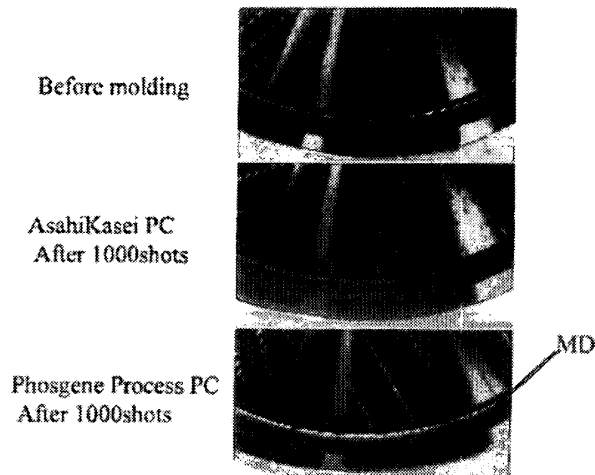 Before molding
AsahiKasei PC
After 1000shots
MD
Phosgene Process PC
After 1000shots